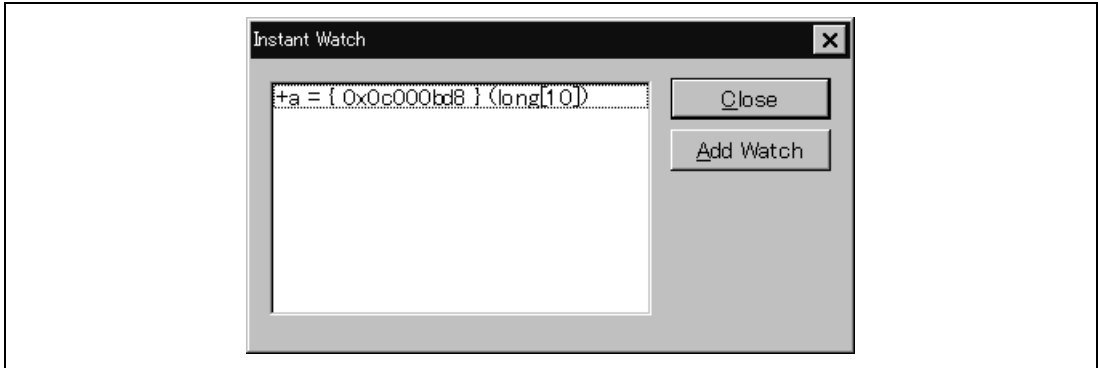 Instant Watch
+a = { 0x0c000bd8 } (long[10])
Close
Add Watch